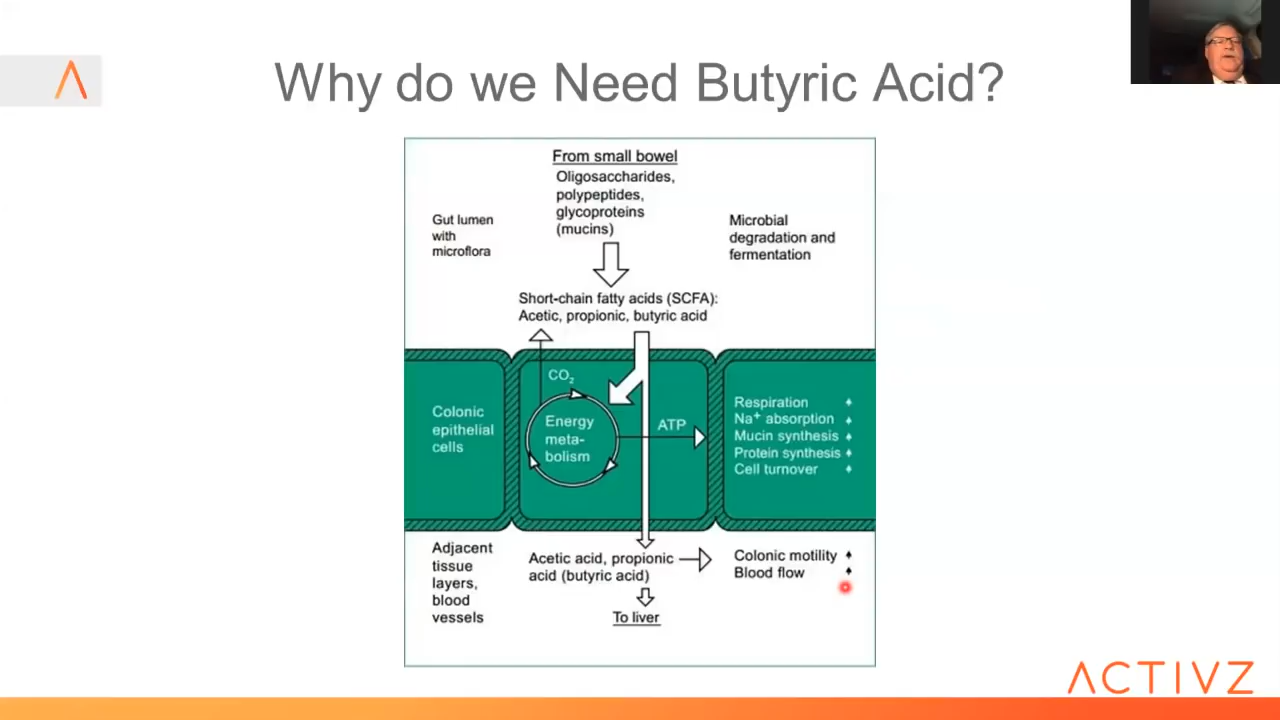 Why do we Need Butyric Acid?
From small bowel
Oligosaccharides,
polypeptides,
glycoproteins
(mucins)
Gut lumen
with
microflora
Microbial
degradation and
fermentation
Short-chain fatty acids (SCFA):
Acetic, propionic, butyric acid
CO₂
Colonic
epithelial
cells
Energy
meta-
bolism
ATP
Respiration
Na⁺ absorption
Mucin synthesis
Protein synthesis
Cell turnover
Adjacent
tissue
layers,
blood
vessels
Acetic acid, propionic
acid (butyric acid)
Colonic motility
Blood flow
To liver
ACTIVZ